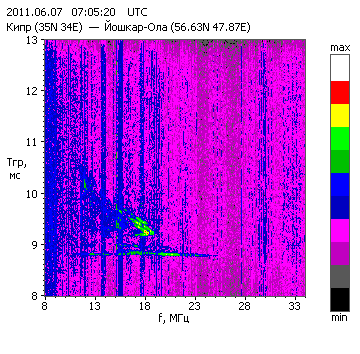 2011.06.07 07:05:20 UTC
Кипр (35N 34E) — Йошкар-Ола (56.63N 47.87E)
max
13
12
11
Tгр,
мс
10
9
8
8 13 18 23 28 33
f, МГц
min